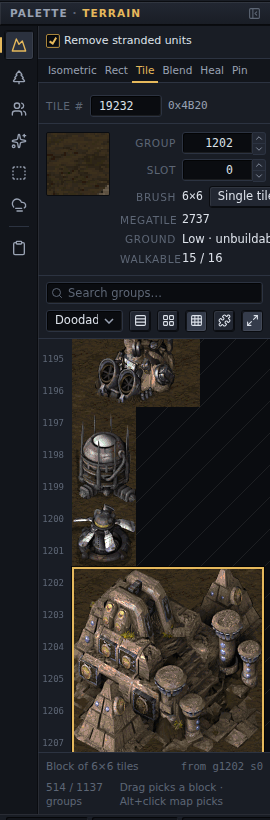 PALETTE · TERRAIN
Remove stranded units
Isometric Rect Tile Blend Heal Pin
TILE # 19232 0x4B20
GROUP 1202
SLOT 0
BRUSH 6×6 Single tile
MEGATILE 2737
GROUND Low · unbuildab
WALKABLE 15 / 16
Search groups…
Doodad
1195
1196
1197
1198
1199
1200
1201
1202
1203
1204
1205
1206
1207
Block of 6×6 tiles from g1202 s0
514 / 1137 groups
Drag picks a block · Alt+click map picks